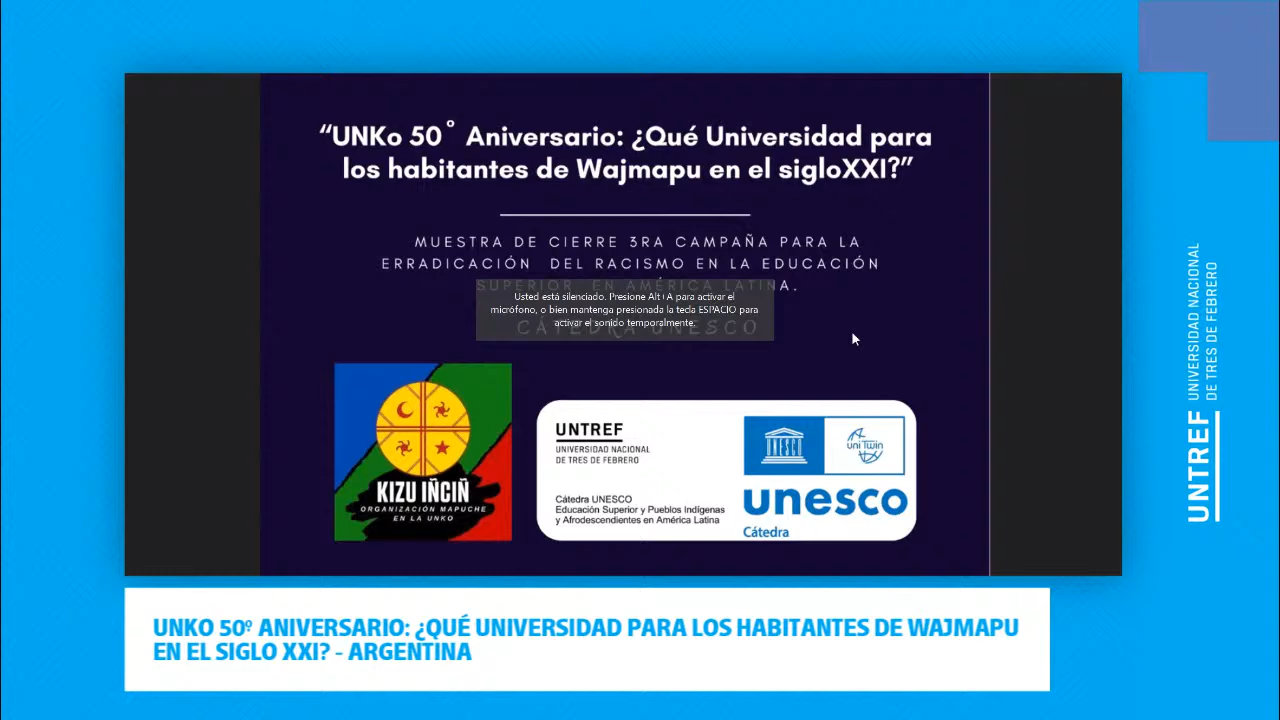 “UNKo 50° Aniversario: ¿Qué Universidad para
los habitantes de Wajmapu en el sigloXXI?”
MUESTRA DE CIERRE 3RA CAMPAÑA PARA LA
ERRADICACIÓN DEL RACISMO EN LA EDUCACIÓN
SUPERIOR EN AMÉRICA LATINA.
Usted está silenciado. Presione Alt+A para activar el
micrófono, o bien mantenga presionada la tecla ESPACIO para
activar el sonido temporalmente.
CÁTEDRA UNESCO
KIZU IÑCIÑ
ORGANIZACIÓN MAPUCHE
EN LA UNKO
UNTREF
UNIVERSIDAD NACIONAL
DE TRES DE FEBRERO
Cátedra UNESCO
Educación Superior y Pueblos Indígenas
y Afrodescendientes en América Latina
UNESCO
uni Twin
unesco
Cátedra
UNTREF UNIVERSIDAD NACIONAL
DE TRES DE FEBRERO
UNKO 50º ANIVERSARIO: ¿QUÉ UNIVERSIDAD PARA LOS HABITANTES DE WAJMAPU
EN EL SIGLO XXI? - ARGENTINA